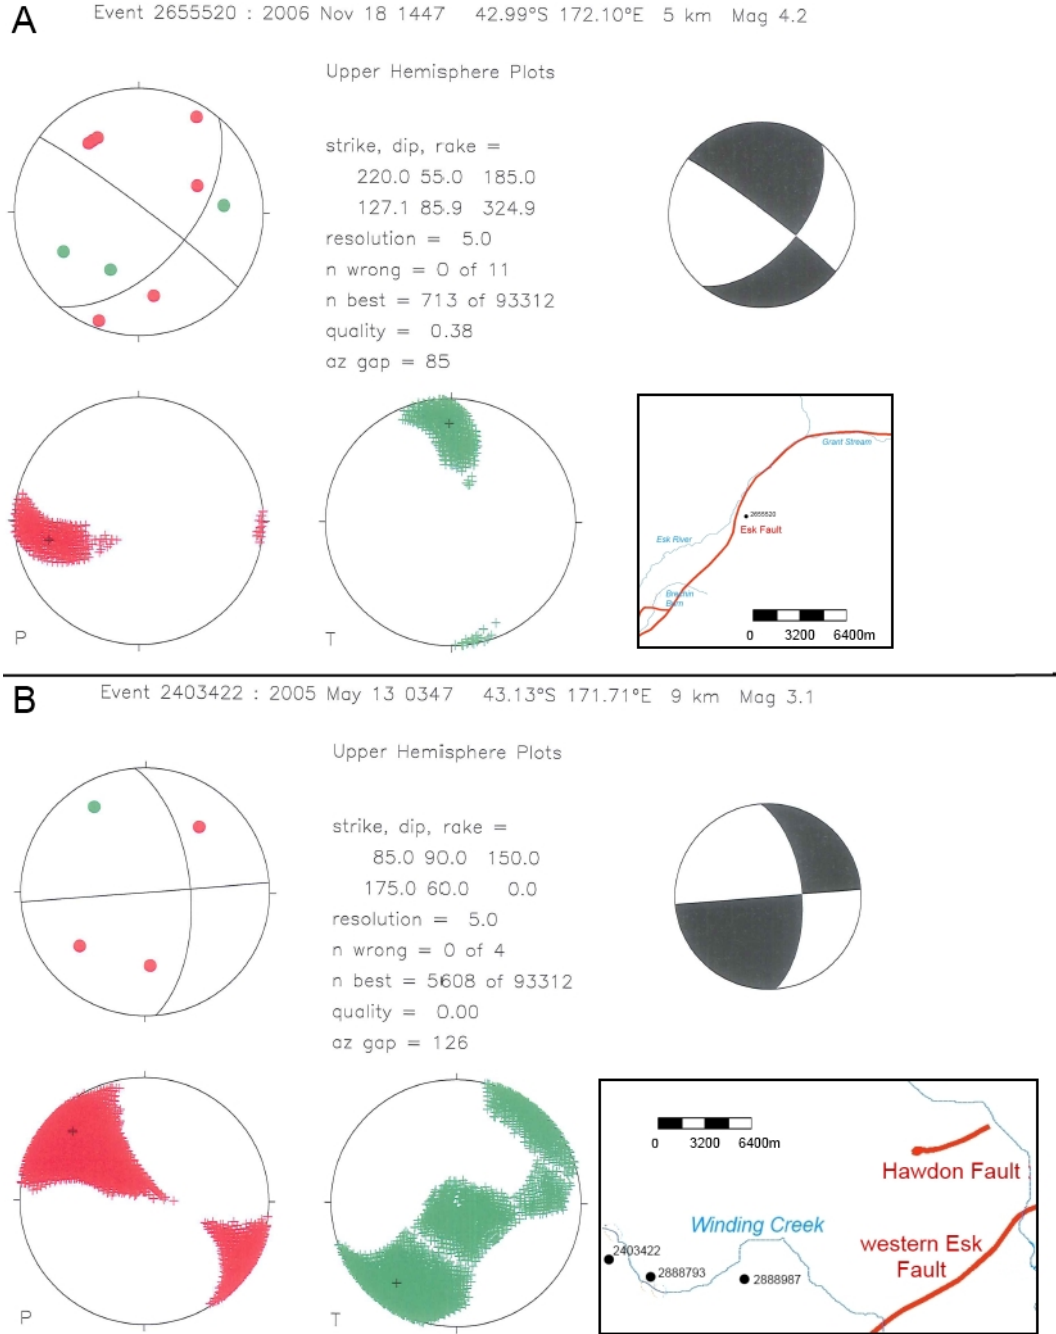 A
Event 2655520 : 2006 Nov 18 1447 42.99°S 172.10°E 5 km Mag 4.2
Upper Hemisphere Plots
strike, dip, rake =
220.0 55.0 185.0
127.1 85.9 324.9
resolution = 5.0
n wrong = 0 of 11
n best = 713 of 93312
quality = 0.38
az gap = 85
P
T
Grant Stream
2655520
Esk Fault
Esk River
Brechin
Burn
0 3200 6400m
B
Event 2403422 : 2005 May 13 0347 43.13°S 171.71°E 9 km Mag 3.1
Upper Hemisphere Plots
strike, dip, rake =
85.0 90.0 150.0
175.0 60.0 0.0
resolution = 5.0
n wrong = 0 of 4
n best = 5608 of 93312
quality = 0.00
az gap = 126
P
T
0 3200 6400m
Hawdon Fault
Winding Creek
western Esk
Fault
2403422
2888793
2888987